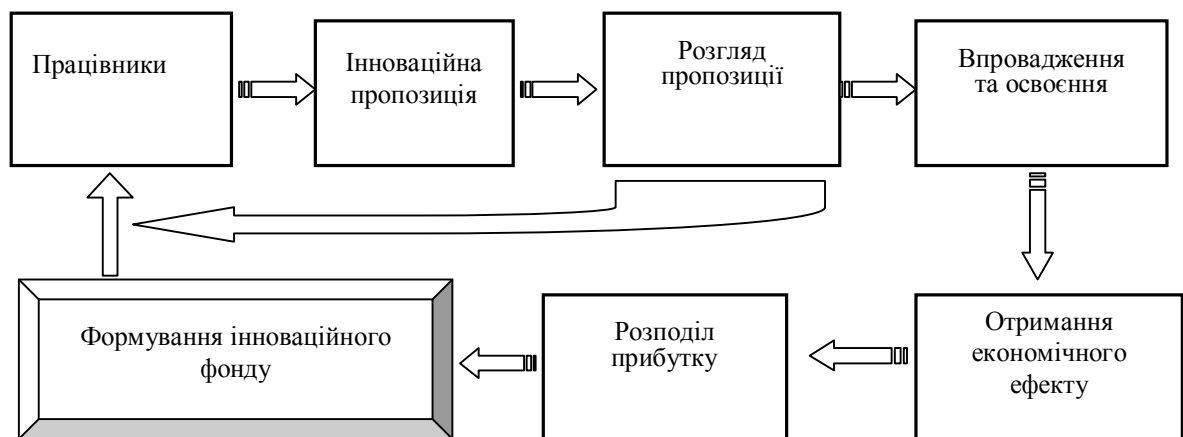 Працівники
Інноваційна
пропозиція
Розгляд
пропозиції
Впровадження
та освоєння
Формування інноваційного
фонду
Розподіл
прибутку
Отримання
економічного
ефекту